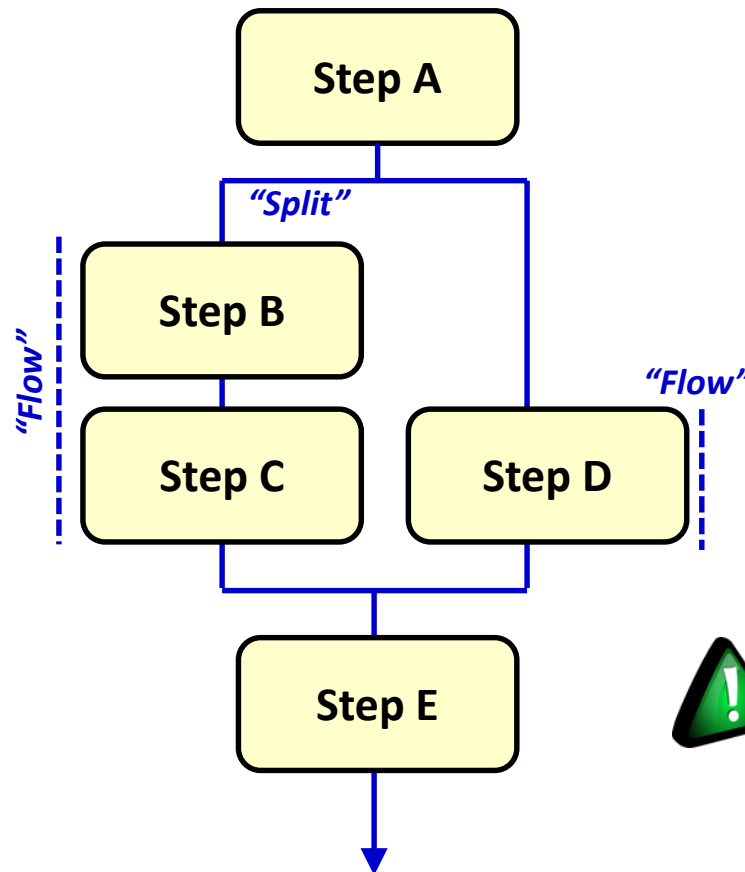 Step A
“Split”
Step B
“Flow”
“Flow”
Step C
Step D
Step E
!